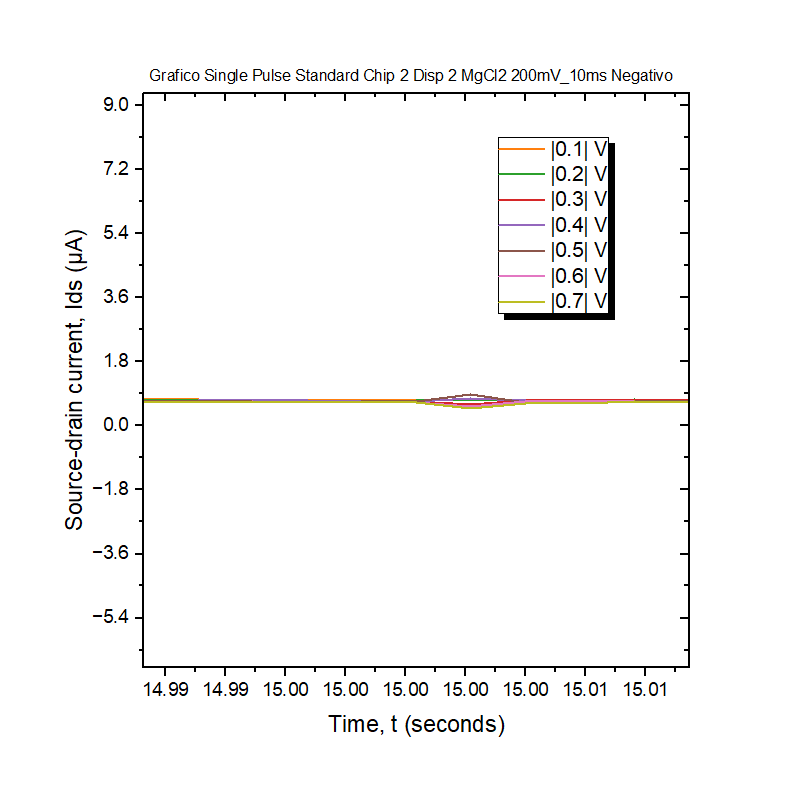 Grafico Single Pulse Standard Chip 2 Disp 2 MgCl2 200mV_10ms Negativo
9.0
7.2
5.4
3.6
1.8
0.0
−1.8
−3.6
−5.4
Source-drain current, Ids (µA)
|0.1| V
|0.2| V
|0.3| V
|0.4| V
|0.5| V
|0.6| V
|0.7| V
14.99 14.99 15.00 15.00 15.00 15.00 15.00 15.01 15.01
Time, t (seconds)